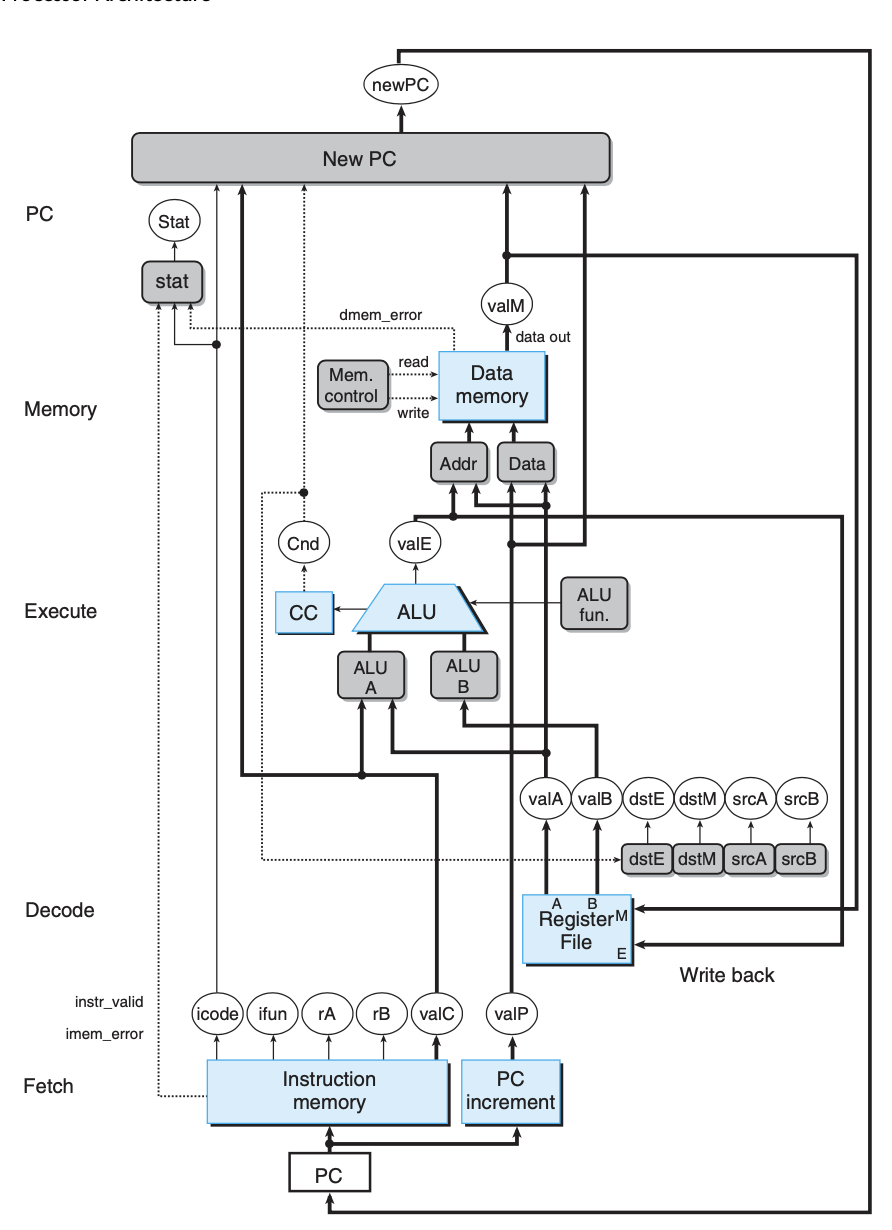 newPC
New PC
PC
Stat
stat
valM
dmem_error
data out
read
Mem.
control
Data
memory
write
Memory
Addr
Data
Cnd
valE
Execute
CC
ALU
ALU
fun.
ALU
A
ALU
B
valA
valB
dstE
dstM
srcA
srcB
dstE
dstM
srcA
srcB
Decode
A
B
Register
File
M
E
Write back
instr_valid
imem_error
icode
ifun
rA
rB
valC
valP
Fetch
Instruction
memory
PC
increment
PC